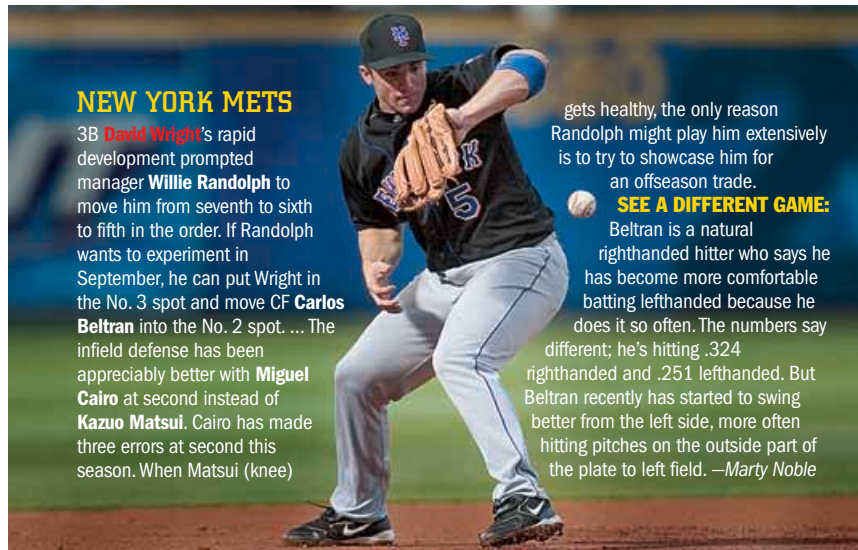 NEW YORK METS
3B David Wright's rapid
development prompted
manager Willie Randolph to
move him from seventh to sixth
to fifth in the order. If Randolph
wants to experiment in
September, he can put Wright in
the No. 3 spot and move CF Carlos
Beltran into the No. 2 spot. ... The
infield defense has been
appreciably better with Miguel
Cairo at second instead of
Kazuo Matsui. Cairo has made
three errors at second this
season. When Matsui (knee)
gets healthy, the only reason
Randolph might play him extensively
is to try to showcase him for
an offseason trade.
SEE A DIFFERENT GAME:
Beltran is a natural
righthanded hitter who says he
has become more comfortable
batting lefthanded because he
does it so often. The numbers say
different; he's hitting .324
righthanded and .251 lefthanded. But
Beltran recently has started to swing
better from the left side, more often
hitting pitches on the outside part of
the plate to left field. —Marty Noble
5